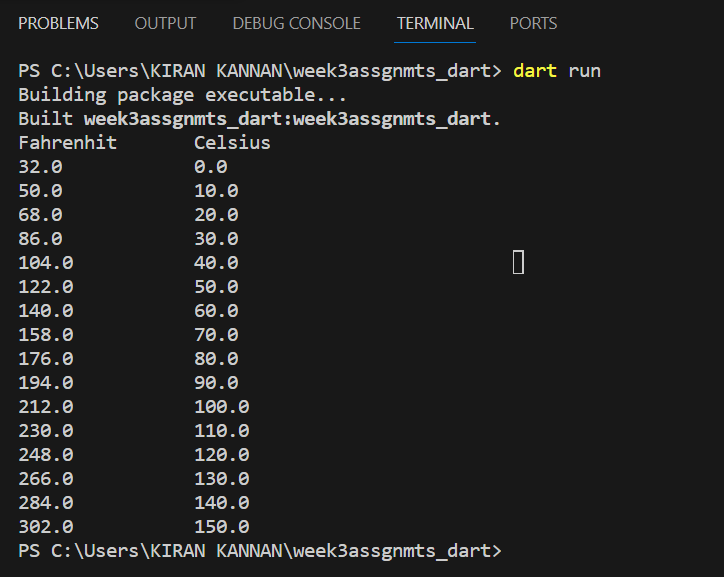 PROBLEMS OUTPUT DEBUG CONSOLE TERMINAL PORTS
PS C:\Users\KIRAN KANNAN\week3assgnmts_dart> dart run
Building package executable...
Built week3assgnmts_dart:week3assgnmts_dart.
Fahrenhit Celsius
32.0 0.0
50.0 10.0
68.0 20.0
86.0 30.0
104.0 40.0
122.0 50.0
140.0 60.0
158.0 70.0
176.0 80.0
194.0 90.0
212.0 100.0
230.0 110.0
248.0 120.0
266.0 130.0
284.0 140.0
302.0 150.0
PS C:\Users\KIRAN KANNAN\week3assgnmts_dart>